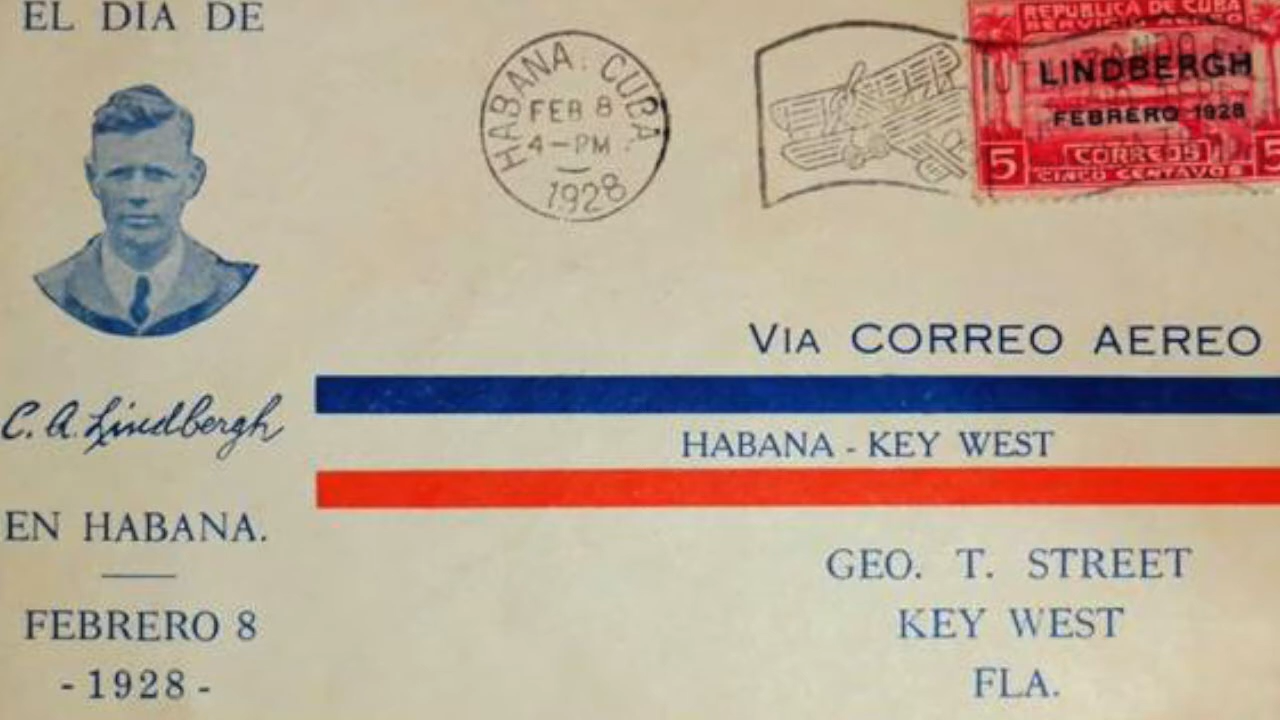 EL DIA DE
HABANA. CUBA
FEB 8
4-PM
1928
REPUBLICA DE CUBA
SERVICIO AEREO
LINDBERGH
FEBRERO 1928
5 CORREOS 5
CINCO CENTAVOS
VIA CORREO AEREO
C. A. Lindbergh
HABANA - KEY WEST
EN HABANA.
FEBRERO 8
- 1928 -
GEO. T. STREET
KEY WEST
FLA.